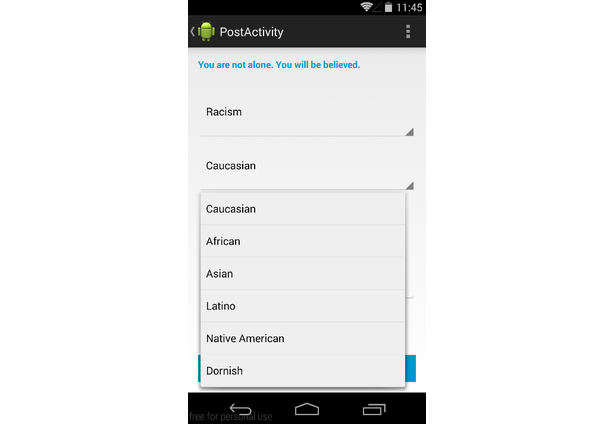 11:45
PostActivity
You are not alone. You will be believed.
Racism
Caucasian
Caucasian
African
Asian
Latino
Native American
Dornish
free for personal use